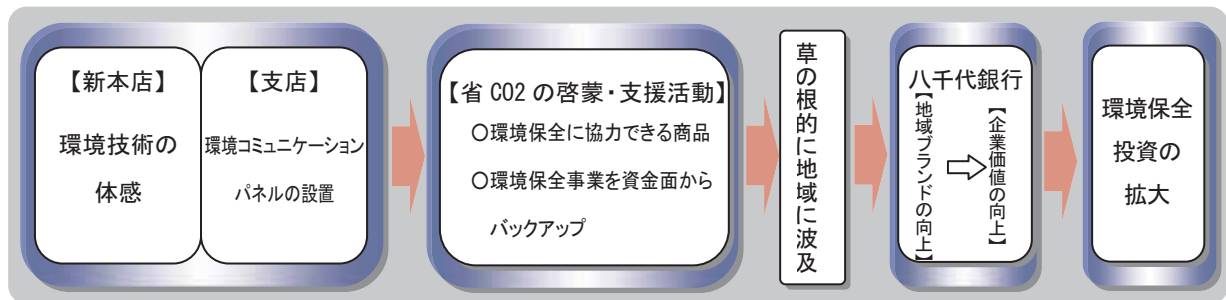 【新本店】
環境技術の
体感
【支店】
環境コミュニケーション
パネルの設置
【省 CO2 の啓蒙・支援活動】
〇環境保全に協力できる商品
〇環境保全事業を資金面から
バックアップ
草の根的に地域に波及
八千代銀行
【地域ブランドの向上】
【企業価値の向上】
環境保全
投資の
拡大